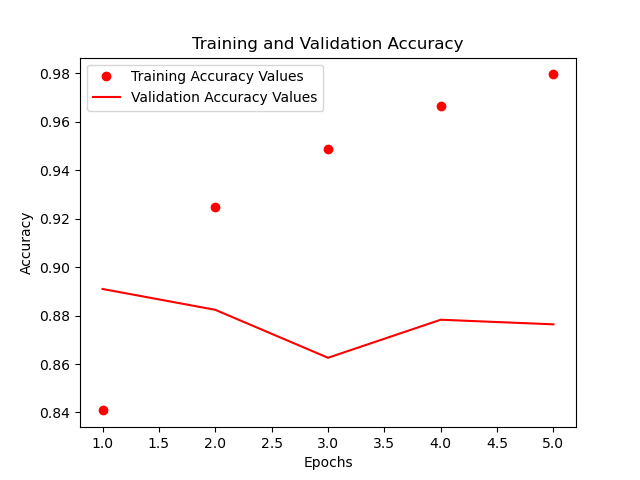 Training and Validation Accuracy
Training Accuracy Values
Validation Accuracy Values
0.98
0.96
0.94
0.92
0.90
0.88
0.86
0.84
Accuracy
1.0 1.5 2.0 2.5 3.0 3.5 4.0 4.5 5.0
Epochs